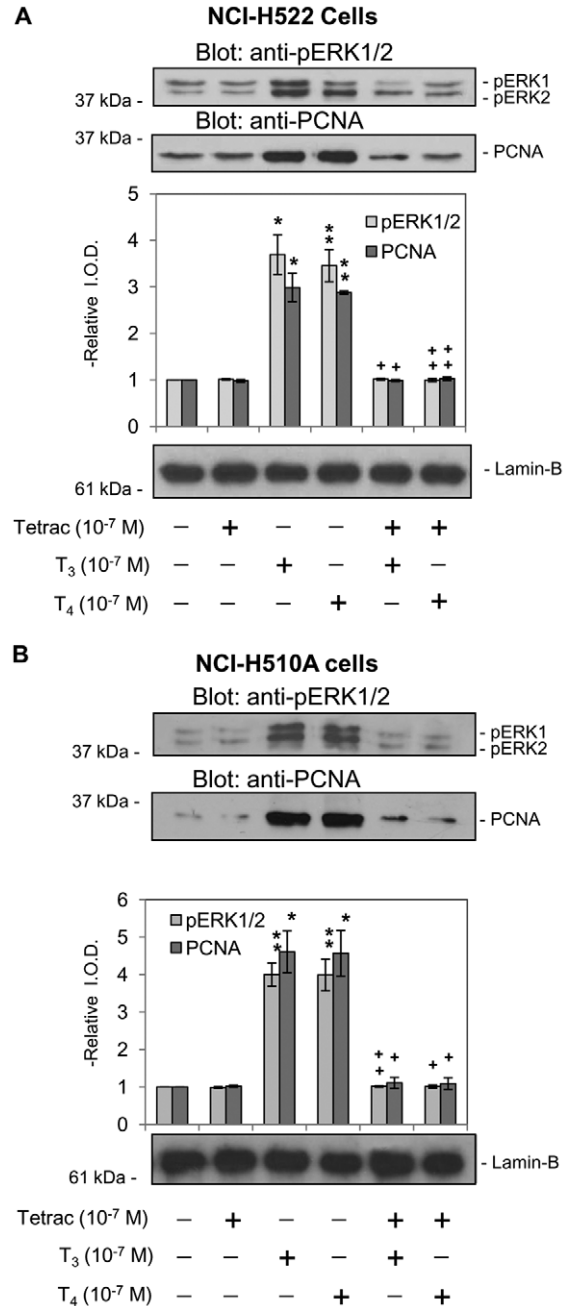 A
NCI-H522 Cells
Blot: anti-pERK1/2
- pERK1
37 kDa -
- pERK2
Blot: anti-PCNA
37 kDa -
- PCNA
5
4
3
2
1
0
-Relative I.O.D.
pERK1/2
PCNA
* * ** ** + + ++ ++
- Lamin-B
61 kDa -
Tetrac (10⁻⁷ M) – + – – + +
T₃ (10⁻⁷ M) – – + – + –
T₄ (10⁻⁷ M) – – – + – +
B
NCI-H510A cells
Blot: anti-pERK1/2
- pERK1
37 kDa -
- pERK2
Blot: anti-PCNA
37 kDa -
- PCNA
6
5
4
3
2
1
0
-Relative I.O.D.
pERK1/2
PCNA
** * ** * ++ + + +
- Lamin-B
61 kDa -
Tetrac (10⁻⁷ M) – + – – + +
T₃ (10⁻⁷ M) – – + – + –
T₄ (10⁻⁷ M) – – – + – +